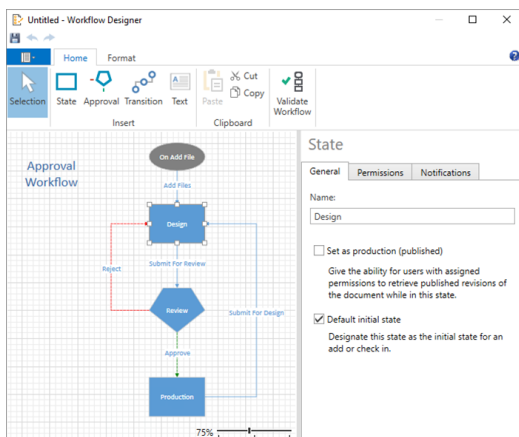 Untitled - Workflow Designer
Home Format
Selection
State
Approval
Transition
Text
Insert
Paste
Cut
Copy
Clipboard
Validate
Workflow
Approval
Workflow
On Add File
Add Files
Design
Submit For Review
Reject
Review
Submit For Design
Approve
Production
75%
State
General Permissions Notifications
Name:
Design
Set as production (published)
Give the ability for users with assigned
permissions to retrieve published revisions of
the document while in this state.
Default initial state
Designate this state as the initial state for an
add or check in.